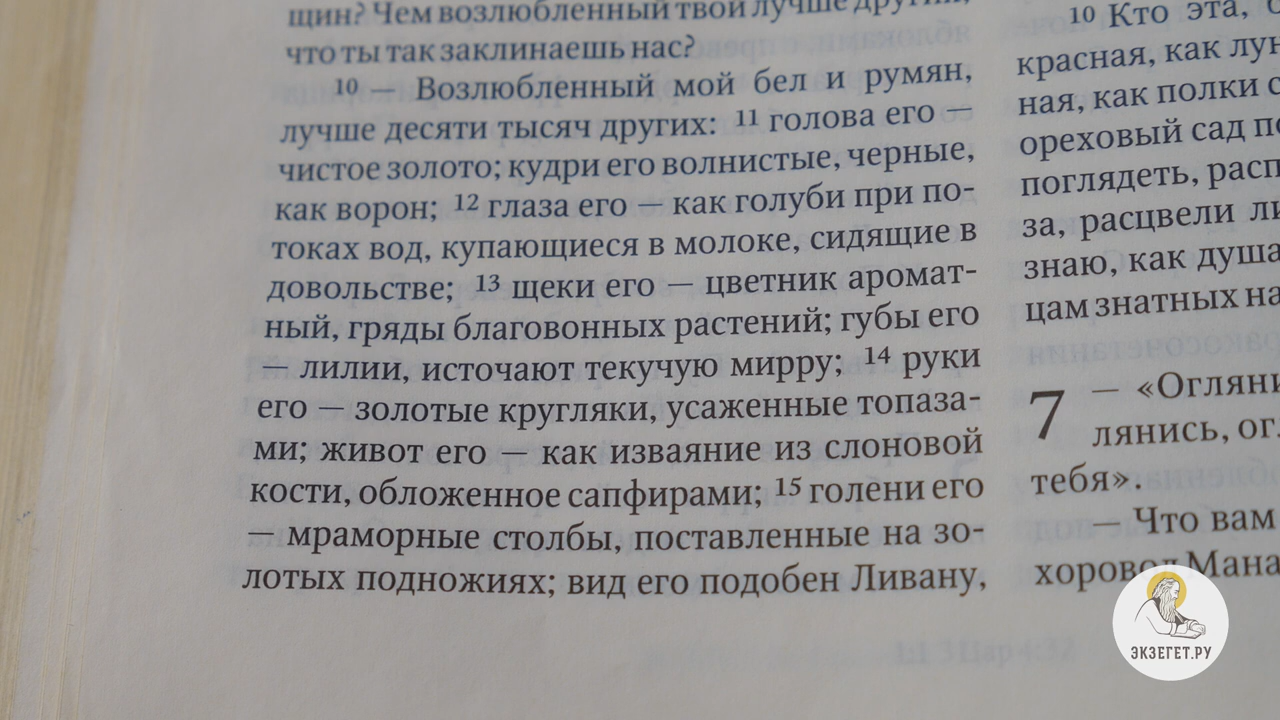 щин? Чем возлюбленный твой лучше других,
что ты так заклинаешь нас?
10 — Возлюбленный мой бел и румян,
лучше десяти тысяч других: 11 голова его —
чистое золото; кудри его волнистые, черные,
как ворон; 12 глаза его — как голуби при по-
токах вод, купающиеся в молоке, сидящие в
довольстве; 13 щеки его — цветник аромат-
ный, гряды благовонных растений; губы его
— лилии, источают текучую мирру; 14 руки
его — золотые кругляки, усаженные топаза-
ми; живот его — как изваяние из слоновой
кости, обложенное сапфирами; 15 голени его
— мраморные столбы, поставленные на зо-
лотых подножиях; вид его подобен Ливану,
10 Кто эта,
красная, как лун
ная, как полки с
ореховый сад по
поглядеть, расп
за, расцвели ли
знаю, как душа
цам знатных на
7 — «Огляни
лянись, огл
тебя».
— Что вам
хоровод Мана
ЭКЗЕГЕТ.РУ